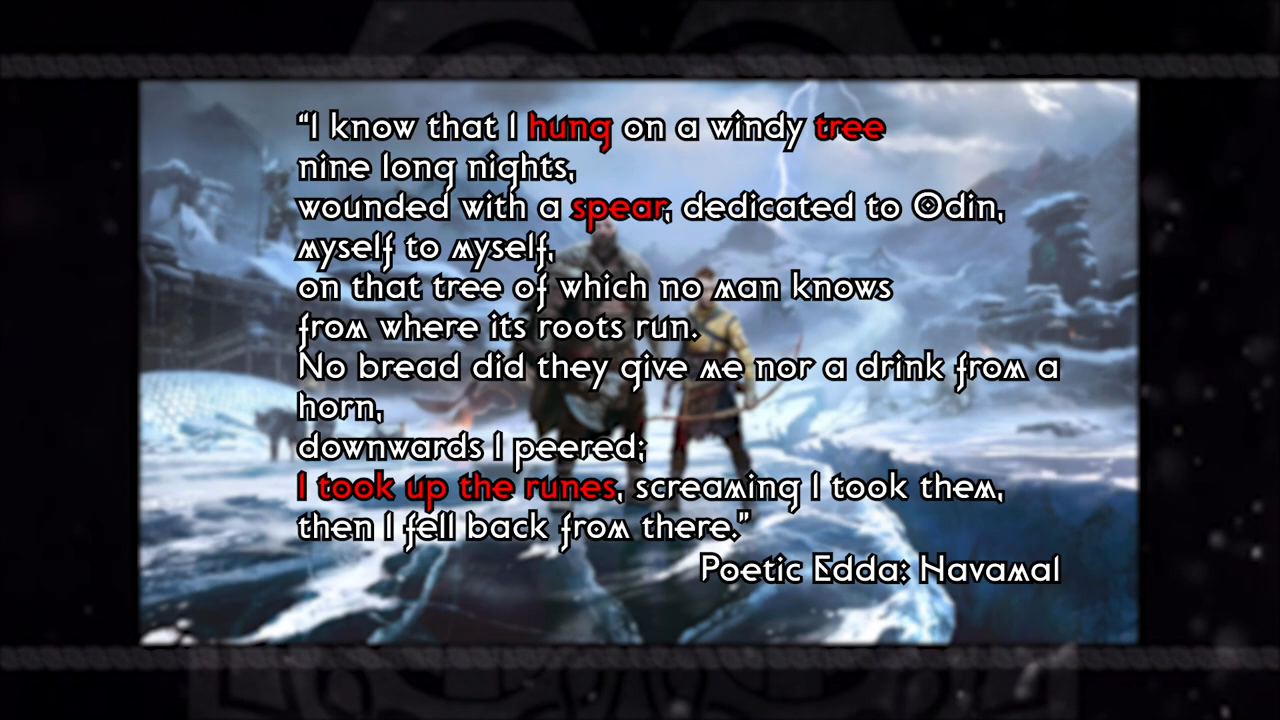 “I know that I hung on a windy tree
nine long nights,
wounded with a spear, dedicated to Odin,
myself to myself,
on that tree of which no man knows
from where its roots run.
No bread did they give me nor a drink from a
horn,
downwards I peered;
I took up the runes, screaming I took them,
then I fell back from there.”
Poetic Edda: Havamal